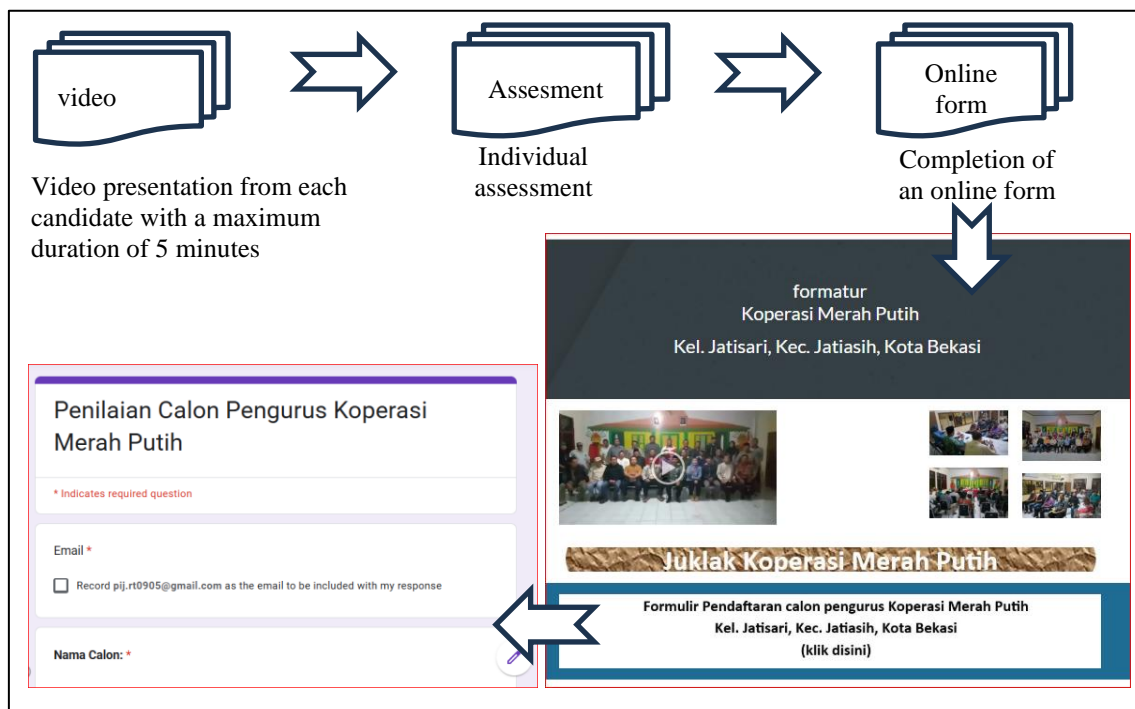 video
Assesment
Online
form
Video presentation from each
candidate with a maximum
duration of 5 minutes
Individual
assessment
Completion of
an online form
formatur
Koperasi Merah Putih
Kel. Jatisari, Kec. Jatiasih, Kota Bekasi
Juklak Koperasi Merah Putih
Formulir Pendaftaran calon pengurus Koperasi Merah Putih
Kel. Jatisari, Kec. Jatiasih, Kota Bekasi
(klik disini)
Penilaian Calon Pengurus Koperasi
Merah Putih
* Indicates required question
Email *
Record pij.rt0905@gmail.com as the email to be included with my response
Nama Calon: *